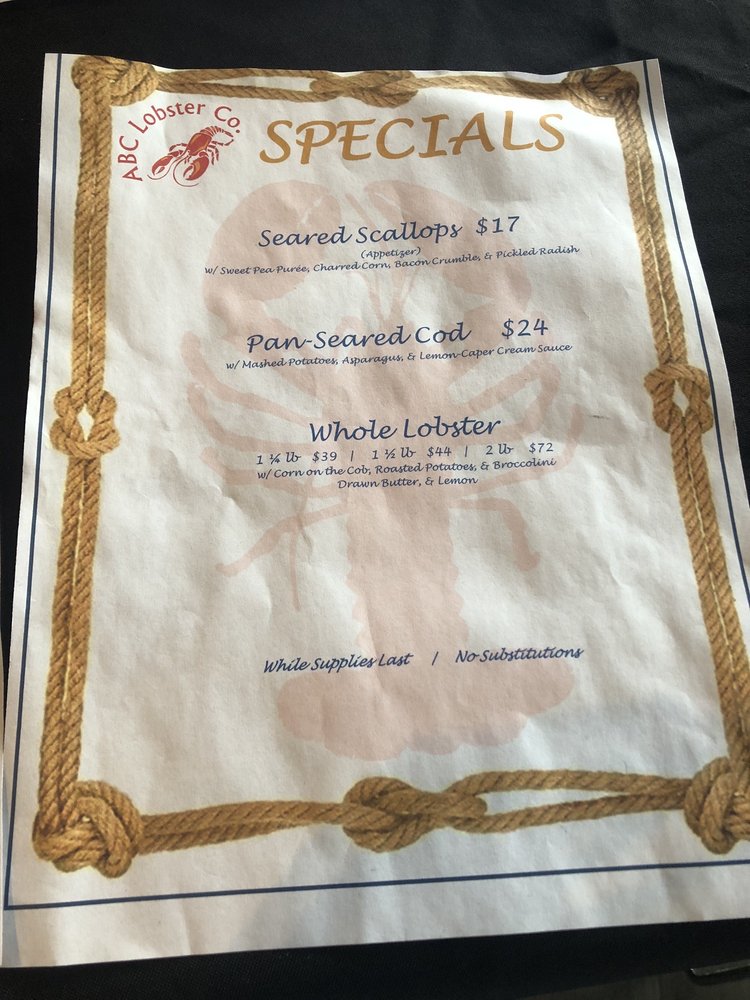 ABC Lobster Co.
SPECIALS
Seared Scallops $17
(Appetizer)
w/ Sweet Pea Puree, Charred Corn, Bacon Crumble, & Pickled Radish
Pan-Seared Cod $24
w/ Mashed Potatoes, Asparagus, & Lemon-Caper Cream Sauce
Whole Lobster
1 ¼ lb $39 | 1 ½ lb $44 | 2 lb $72
w/ Corn on the Cob, Roasted Potatoes, & Broccolini
Drawn Butter, & Lemon
While Supplies Last / No Substitutions